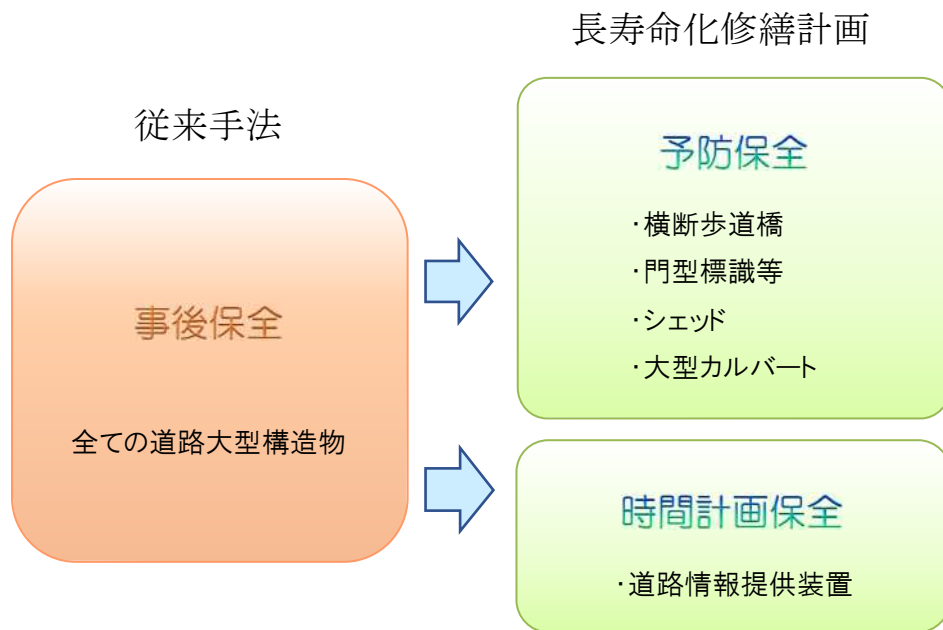 長寿命化修繕計画
従来手法
事後保全
全ての道路大型構造物
予防保全
・横断歩道橋
・門型標識等
・シェッド
・大型カルバート
時間計画保全
・道路情報提供装置